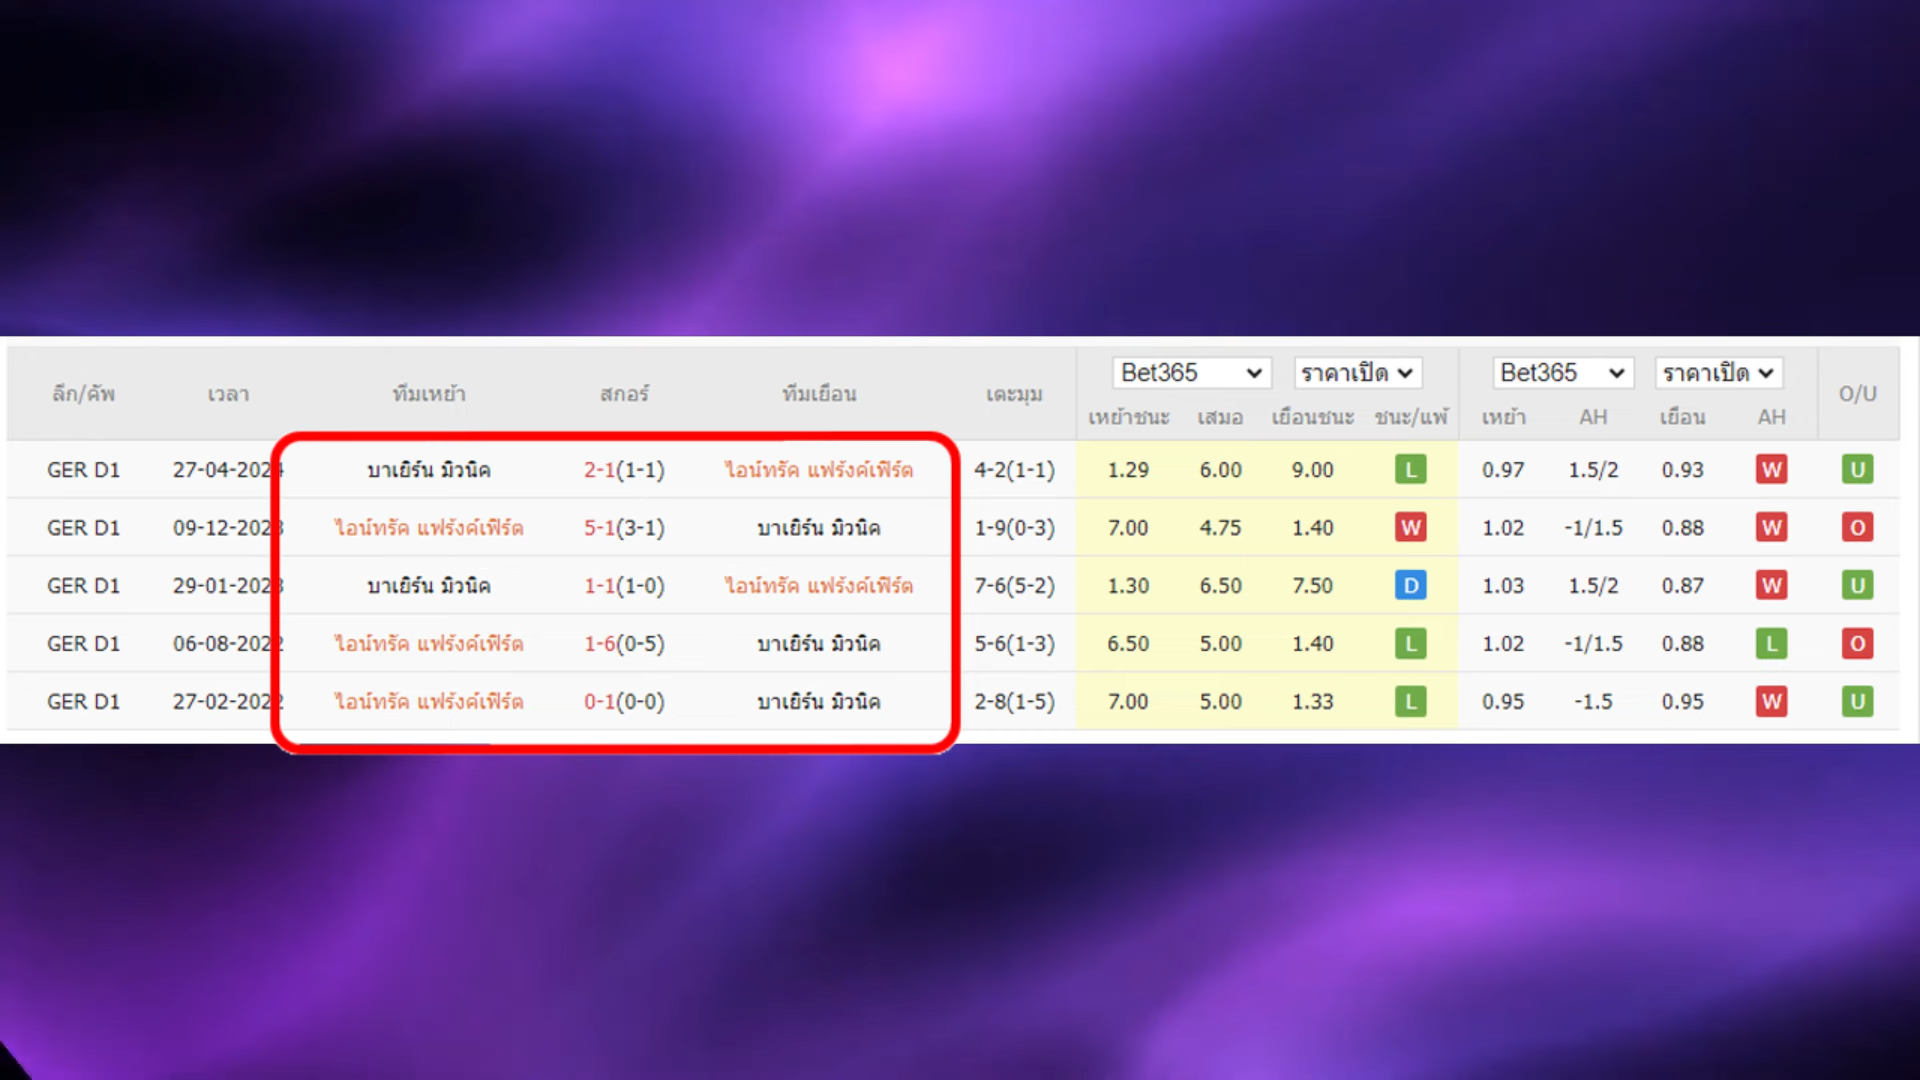 Bet365 ราคาเปิด Bet365 ราคาเปิด
ลีก/คัพ เวลา ทีมเหย้า สกอร์ ทีมเยือน เตะมุม O/U
เหย้าชนะ เสมอ เยือนชนะ ชนะ/แพ้ เหย้า AH เยือน AH
GER D1 27-04-2024 บาเยิร์น มิวนิค 2-1(1-1) ไอน์ทรัค แฟรังค์เฟิร์ต 4-2(1-1) 1.29 6.00 9.00 L 0.97 1.5/2 0.93 W U
GER D1 09-12-2023 ไอน์ทรัค แฟรังค์เฟิร์ต 5-1(3-1) บาเยิร์น มิวนิค 1-9(0-3) 7.00 4.75 1.40 W 1.02 -1/1.5 0.88 W O
GER D1 29-01-2023 บาเยิร์น มิวนิค 1-1(1-0) ไอน์ทรัค แฟรังค์เฟิร์ต 7-6(5-2) 1.30 6.50 7.50 D 1.03 1.5/2 0.87 W U
GER D1 06-08-2022 ไอน์ทรัค แฟรังค์เฟิร์ต 1-6(0-5) บาเยิร์น มิวนิค 5-6(1-3) 6.50 5.00 1.40 L 1.02 -1/1.5 0.88 L O
GER D1 27-02-2022 ไอน์ทรัค แฟรังค์เฟิร์ต 0-1(0-0) บาเยิร์น มิวนิค 2-8(1-5) 7.00 5.00 1.33 L 0.95 -1.5 0.95 W U